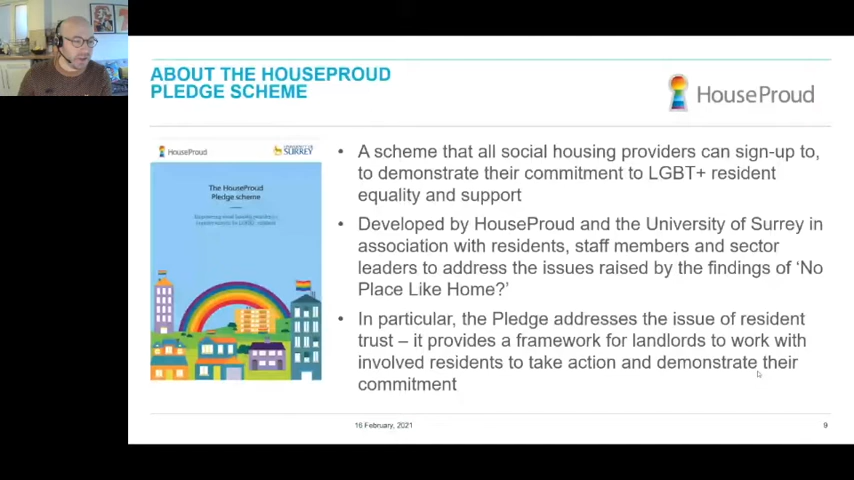 ABOUT THE HOUSEPROUD
PLEDGE SCHEME
HouseProud
HouseProud
SURREY
The HouseProud
Pledge scheme
• A scheme that all social housing providers can sign-up to,
to demonstrate their commitment to LGBT+ resident
equality and support
• Developed by HouseProud and the University of Surrey in
association with residents, staff members and sector
leaders to address the issues raised by the findings of ‘No
Place Like Home?’
• In particular, the Pledge addresses the issue of resident
trust – it provides a framework for landlords to work with
involved residents to take action and demonstrate their
commitment
16 February, 2021
9